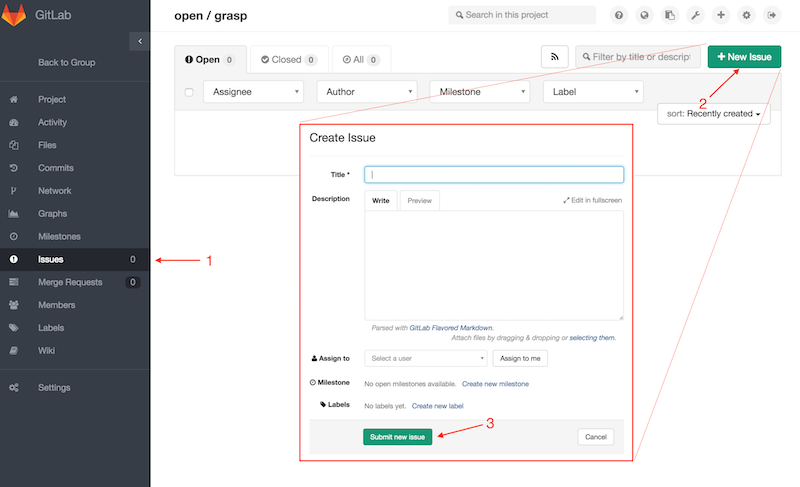 GitLab
open / grasp
Search in this project
Back to Group
Project
Activity
Files
Commits
Network
Graphs
Milestones
Issues 0
Merge Requests 0
Members
Labels
Wiki
Settings
Open 0
Closed 0
All 0
Filter by title or descript
+ New Issue
Assignee
Author
Milestone
Label
2
sort: Recently created
1
Create Issue
Title *
Description
Write
Preview
Edit in fullscreen
Parsed with GitLab Flavored Markdown.
Attach files by dragging & dropping or selecting them.
Assign to
Select a user
Assign to me
Milestone
No open milestones available. Create new milestone
Labels
No labels yet. Create new label
3
Submit new issue
Cancel